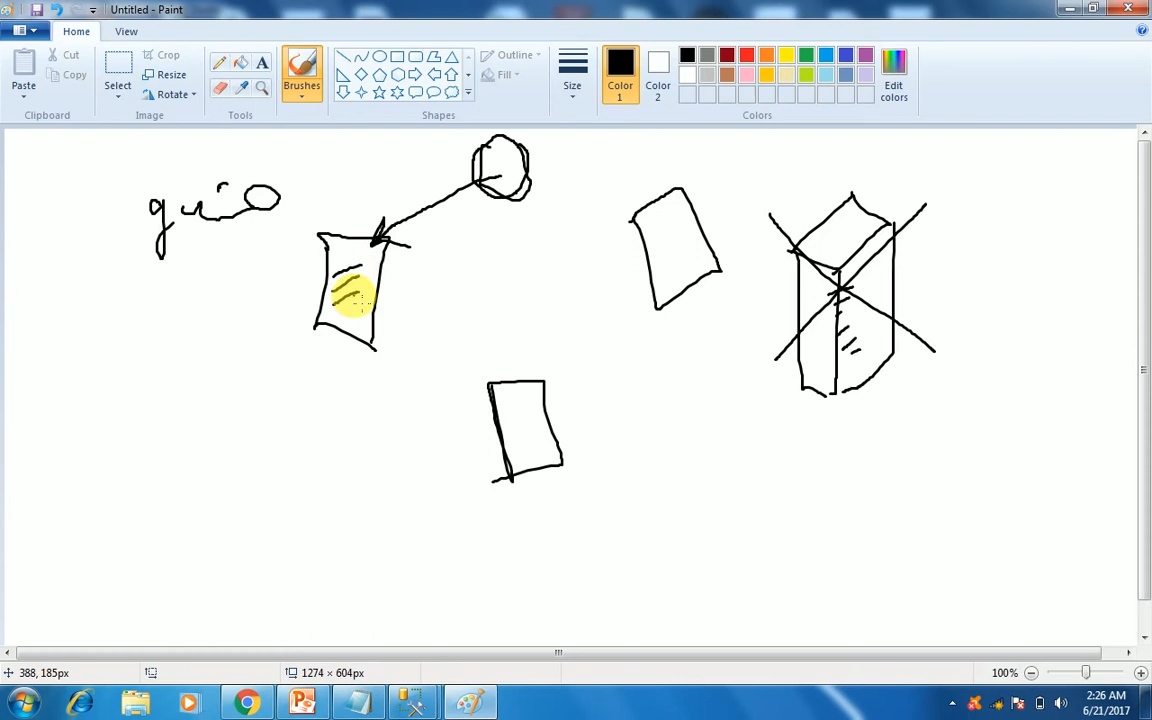 Untitled - Paint
Home
View
Paste
Cut
Copy
Clipboard
Select
Crop
Resize
Rotate
Image
Tools
Brushes
Shapes
Outline
Fill
Size
Color
1
Color
2
Edit
colors
Colors
388, 185px
1274 × 604px
100%
2:26 AM
6/21/2017